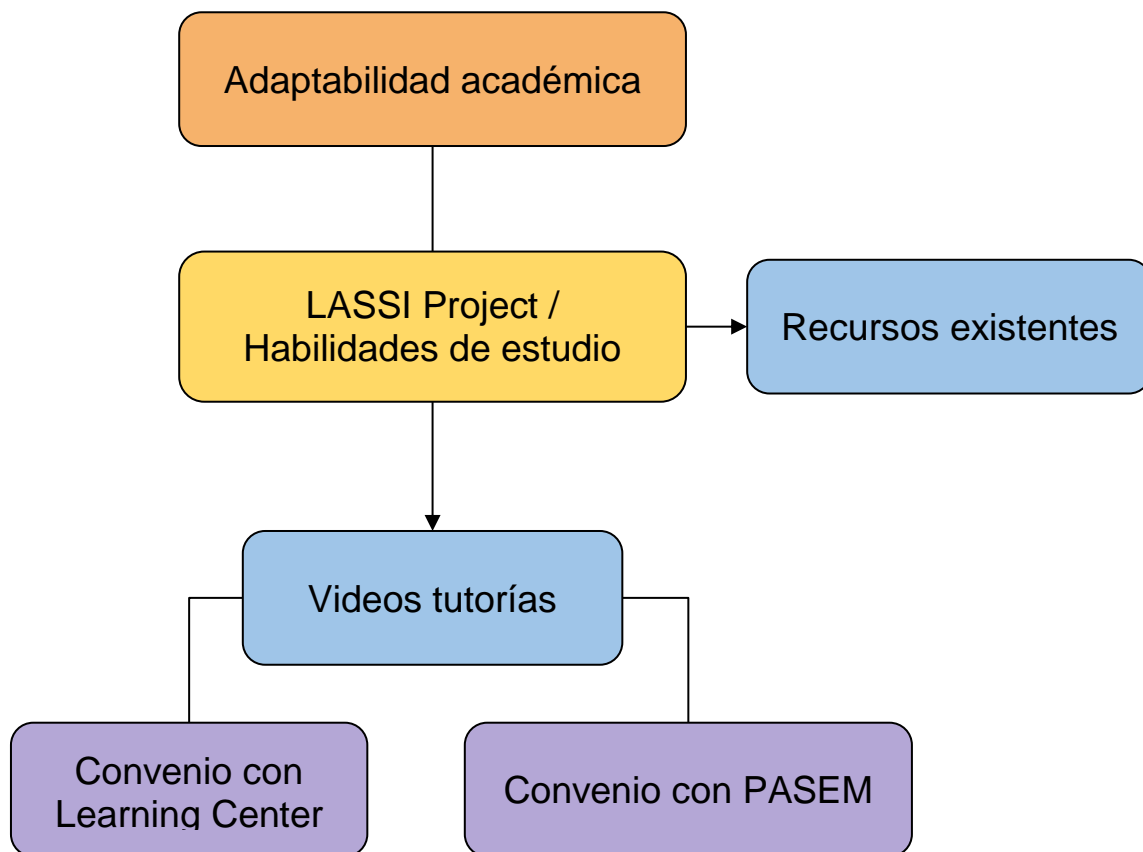 Adaptabilidad académica
LASSI Project /
Habilidades de estudio
Recursos existentes
Videos tutorías
Convenio con
Learning Center
Convenio con PASEM